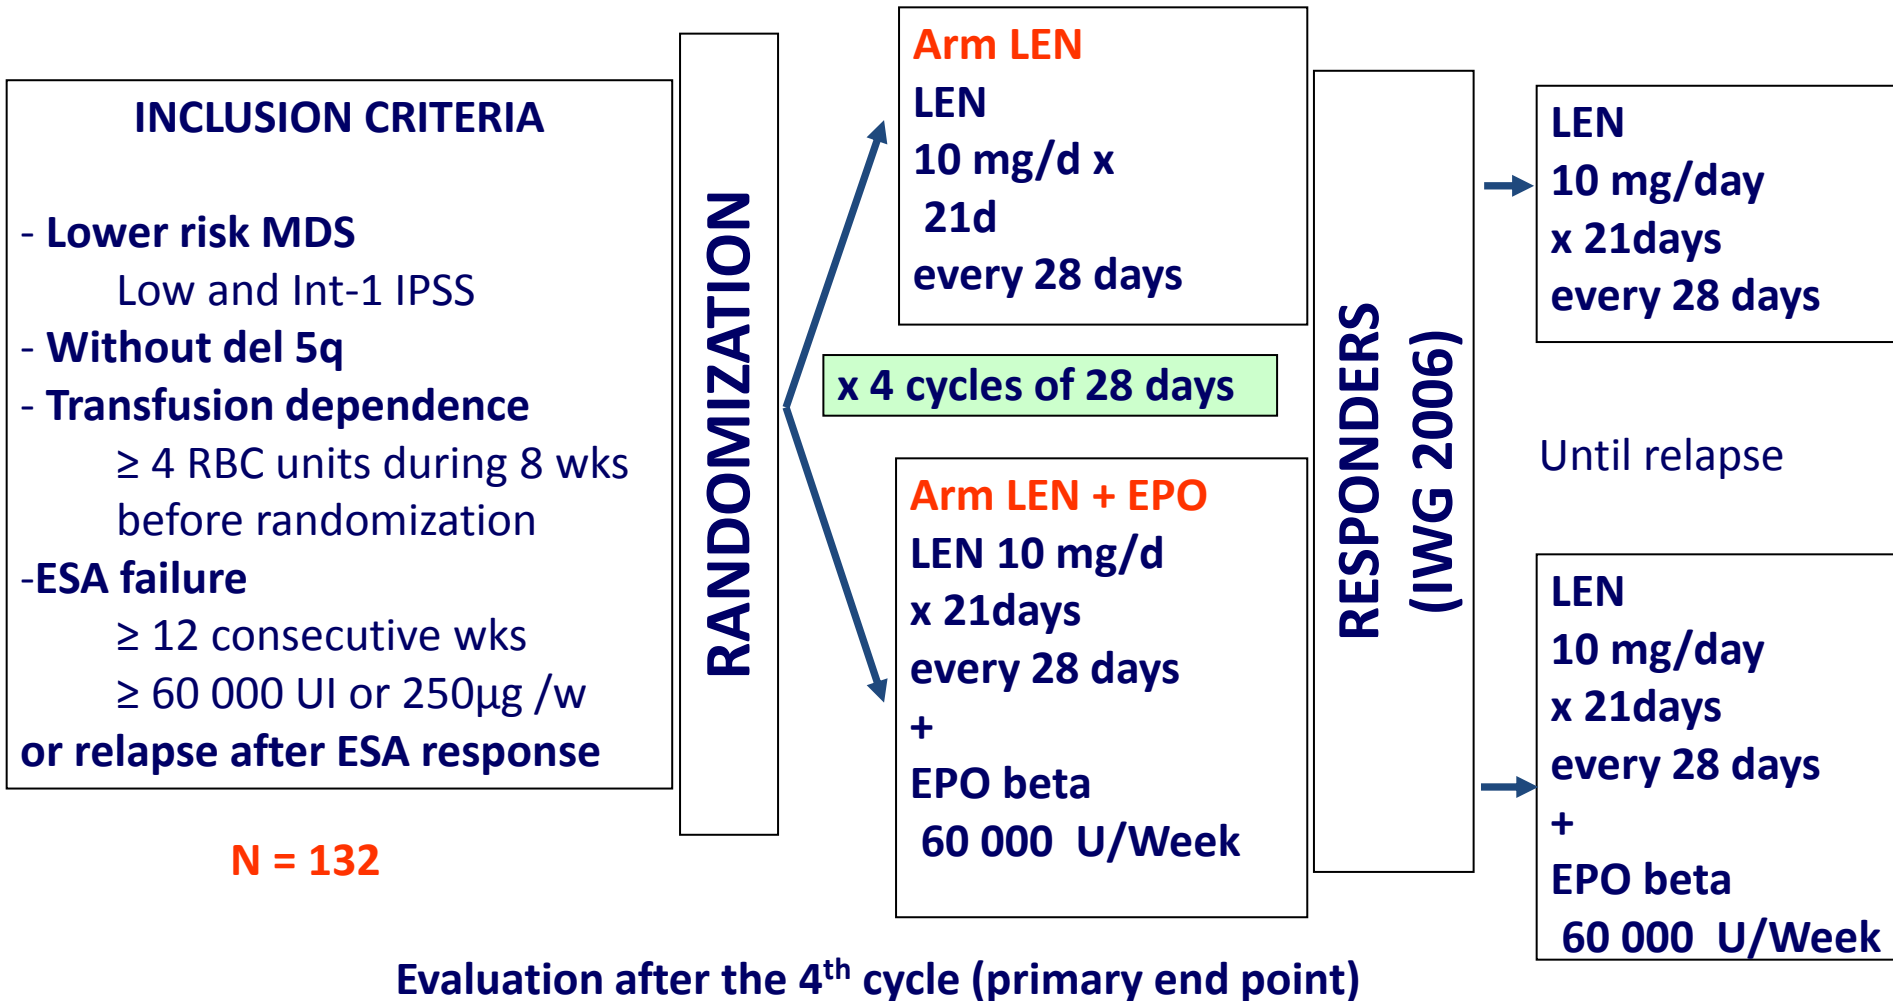 INCLUSION CRITERIA
- Lower risk MDS
Low and Int-1 IPSS
- Without del 5q
- Transfusion dependence
≥ 4 RBC units during 8 wks
before randomization
-ESA failure
≥ 12 consecutive wks
≥ 60 000 UI or 250µg /w
or relapse after ESA response
N = 132
RANDOMIZATION
Arm LEN
LEN
10 mg/d x
21d
every 28 days
x 4 cycles of 28 days
Arm LEN + EPO
LEN 10 mg/d
x 21days
every 28 days
+
EPO beta
60 000 U/Week
RESPONDERS
(IWG 2006)
LEN
10 mg/day
x 21days
every 28 days
Until relapse
LEN
10 mg/day
x 21days
every 28 days
+
EPO beta
60 000 U/Week
Evaluation after the 4th cycle (primary end point)